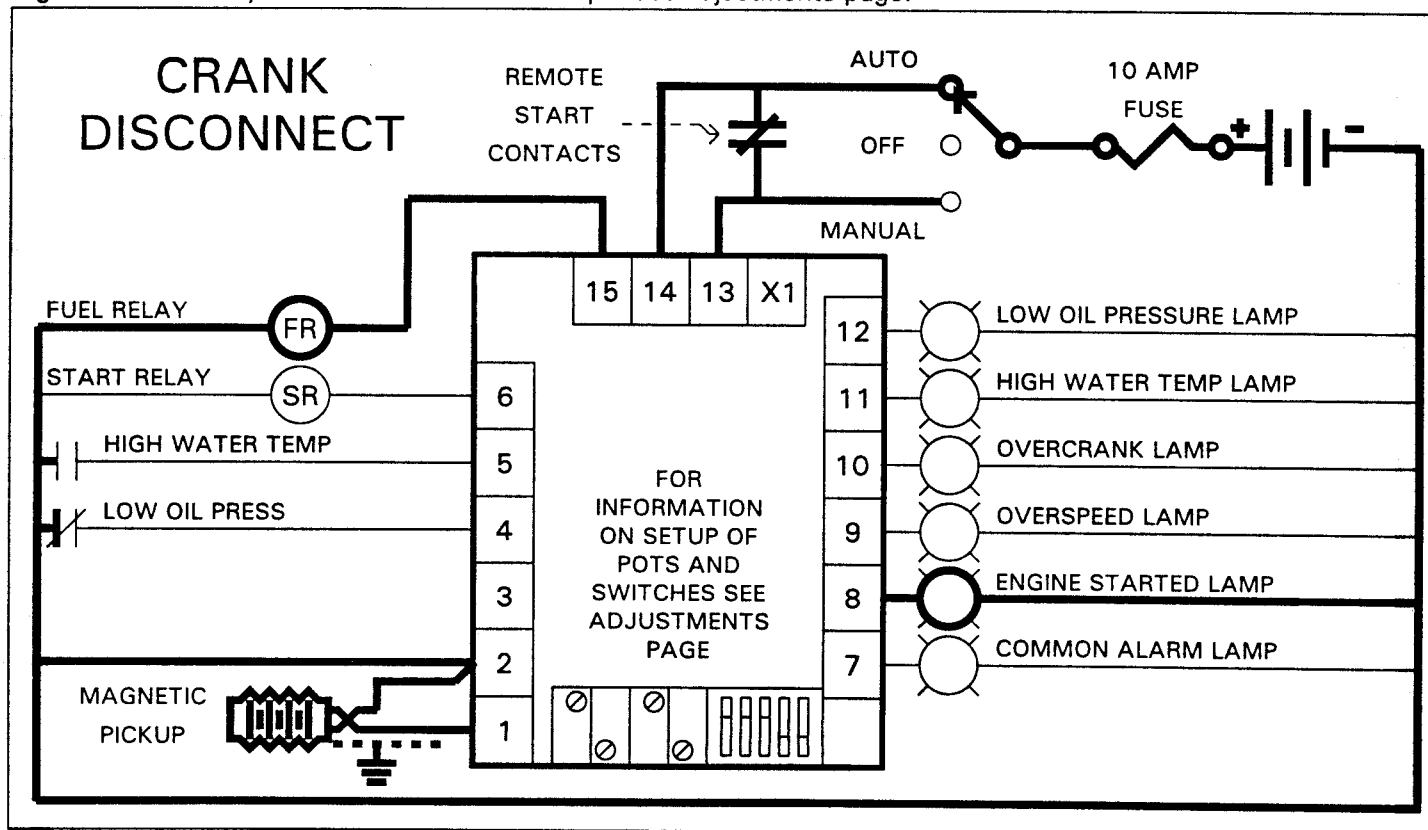 adjustments page.
CRANK
DISCONNECT
REMOTE
START
CONTACTS
AUTO
OFF
MANUAL
10 AMP
FUSE
+
-
15 14 13 X1
FUEL RELAY
FR
START RELAY
SR
HIGH WATER TEMP
LOW OIL PRESS
6
5
4
3
2
1
MAGNETIC
PICKUP
FOR
INFORMATION
ON SETUP OF
POTS AND
SWITCHES SEE
ADJUSTMENTS
PAGE
12 LOW OIL PRESSURE LAMP
11 HIGH WATER TEMP LAMP
10 OVERCRANK LAMP
9 OVERSPEED LAMP
8 ENGINE STARTED LAMP
7 COMMON ALARM LAMP